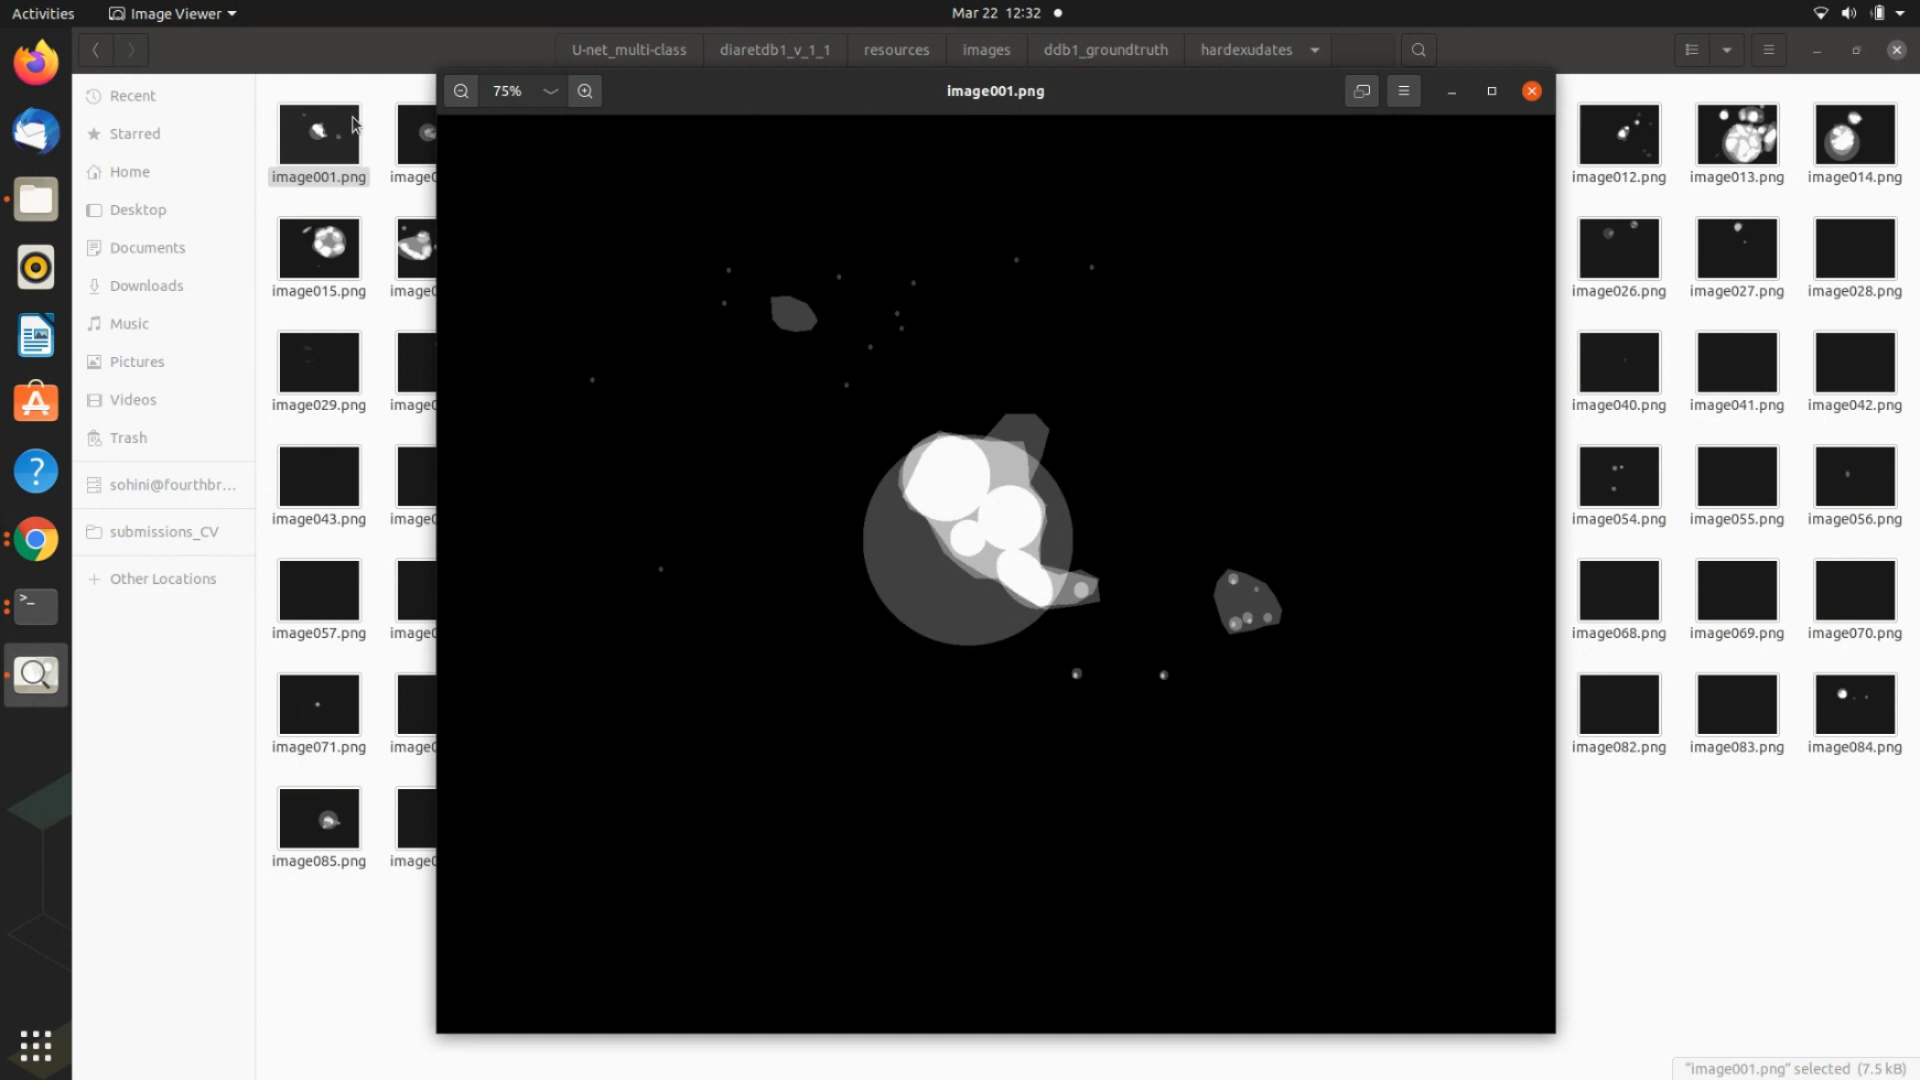 Activities
Image Viewer
Mar 22 12:32
U-net_multi-class
diaretdb1_v_1_1
resources
images
ddb1_groundtruth
hardexudates
75%
image001.png
Recent
Starred
Home
Desktop
Documents
Downloads
Music
Pictures
Videos
Trash
sohini@fourthbr...
submissions_CV
Other Locations
image001.png
image012.png
image013.png
image014.png
image015.png
image026.png
image027.png
image028.png
image029.png
image040.png
image041.png
image042.png
image043.png
image054.png
image055.png
image056.png
image057.png
image068.png
image069.png
image070.png
image071.png
image082.png
image083.png
image084.png
image085.png
"image001.png" selected (7.5 kB)